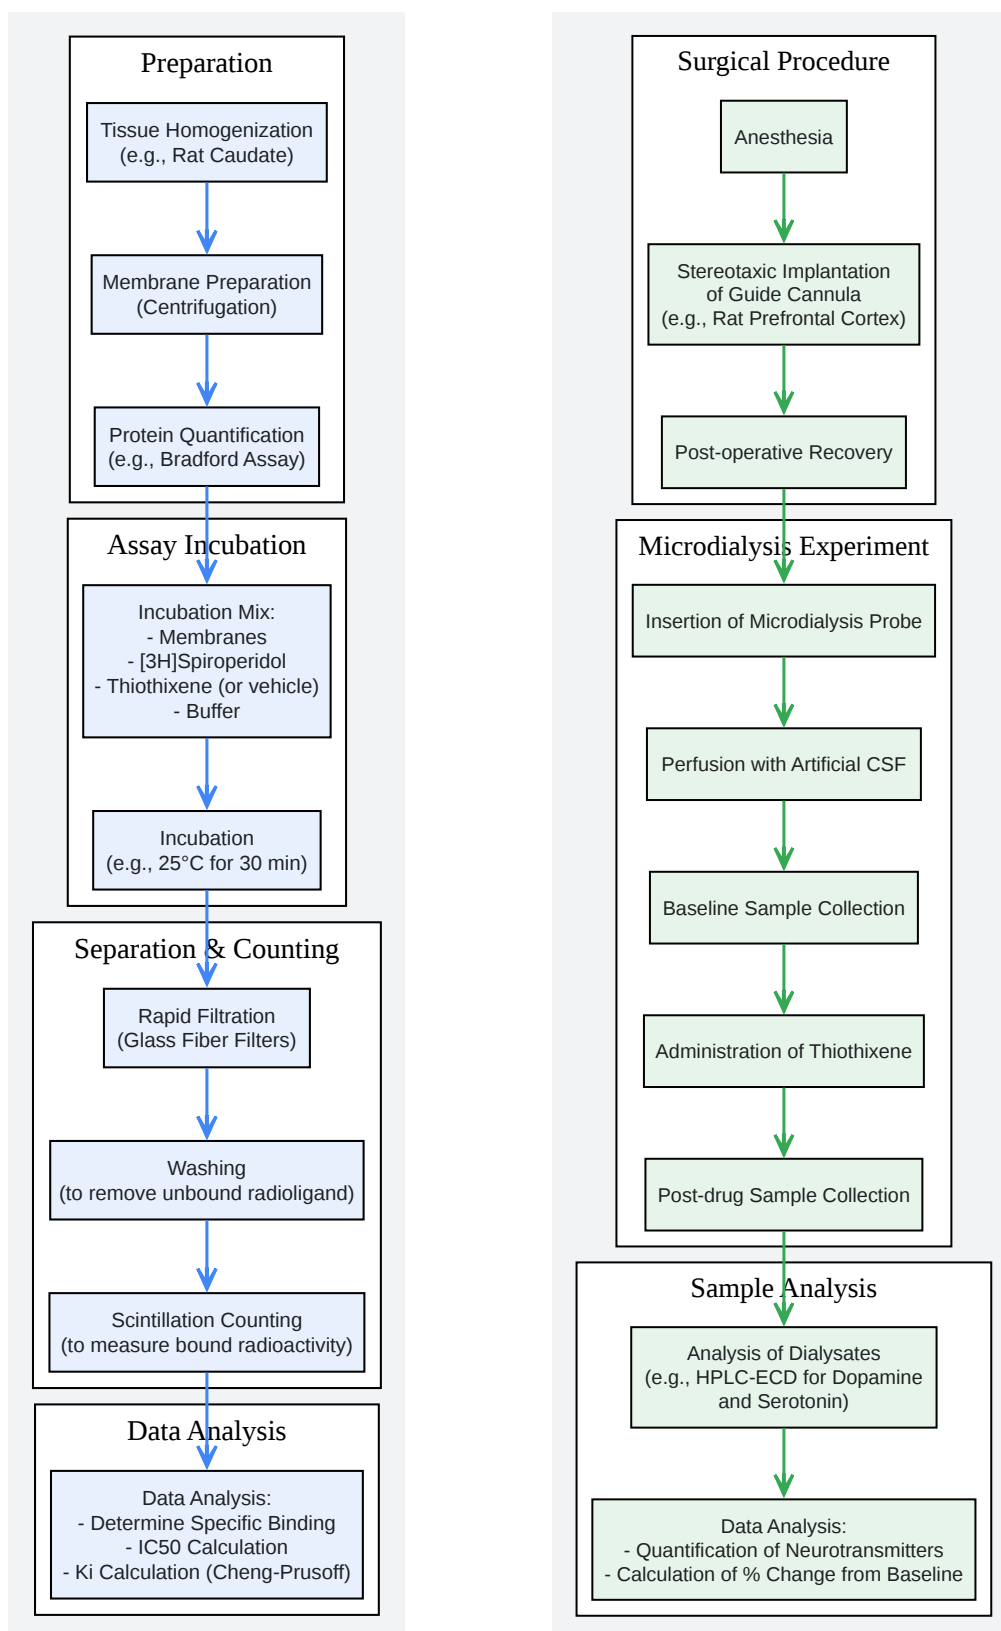 Preparation
Tissue Homogenization
(e.g., Rat Caudate)
Membrane Preparation
(Centrifugation)
Protein Quantification
(e.g., Bradford Assay)
Assay Incubation
Incubation Mix:
- Membranes
- [3H]Spiroperidol
- Thiothixene (or vehicle)
- Buffer
Incubation
(e.g., 25°C for 30 min)
Separation & Counting
Rapid Filtration
(Glass Fiber Filters)
Washing
(to remove unbound radioligand)
Scintillation Counting
(to measure bound radioactivity)
Data Analysis
Data Analysis:
- Determine Specific Binding
- IC50 Calculation
- Ki Calculation (Cheng-Prusoff)
Surgical Procedure
Anesthesia
Stereotaxic Implantation
of Guide Cannula
(e.g., Rat Prefrontal Cortex)
Post-operative Recovery
Microdialysis Experiment
Insertion of Microdialysis Probe
Perfusion with Artificial CSF
Baseline Sample Collection
Administration of Thiothixene
Post-drug Sample Collection
Sample Analysis
Analysis of Dialysates
(e.g., HPLC-ECD for Dopamine
and Serotonin)
Data Analysis:
- Quantification of Neurotransmitters
- Calculation of % Change from Baseline